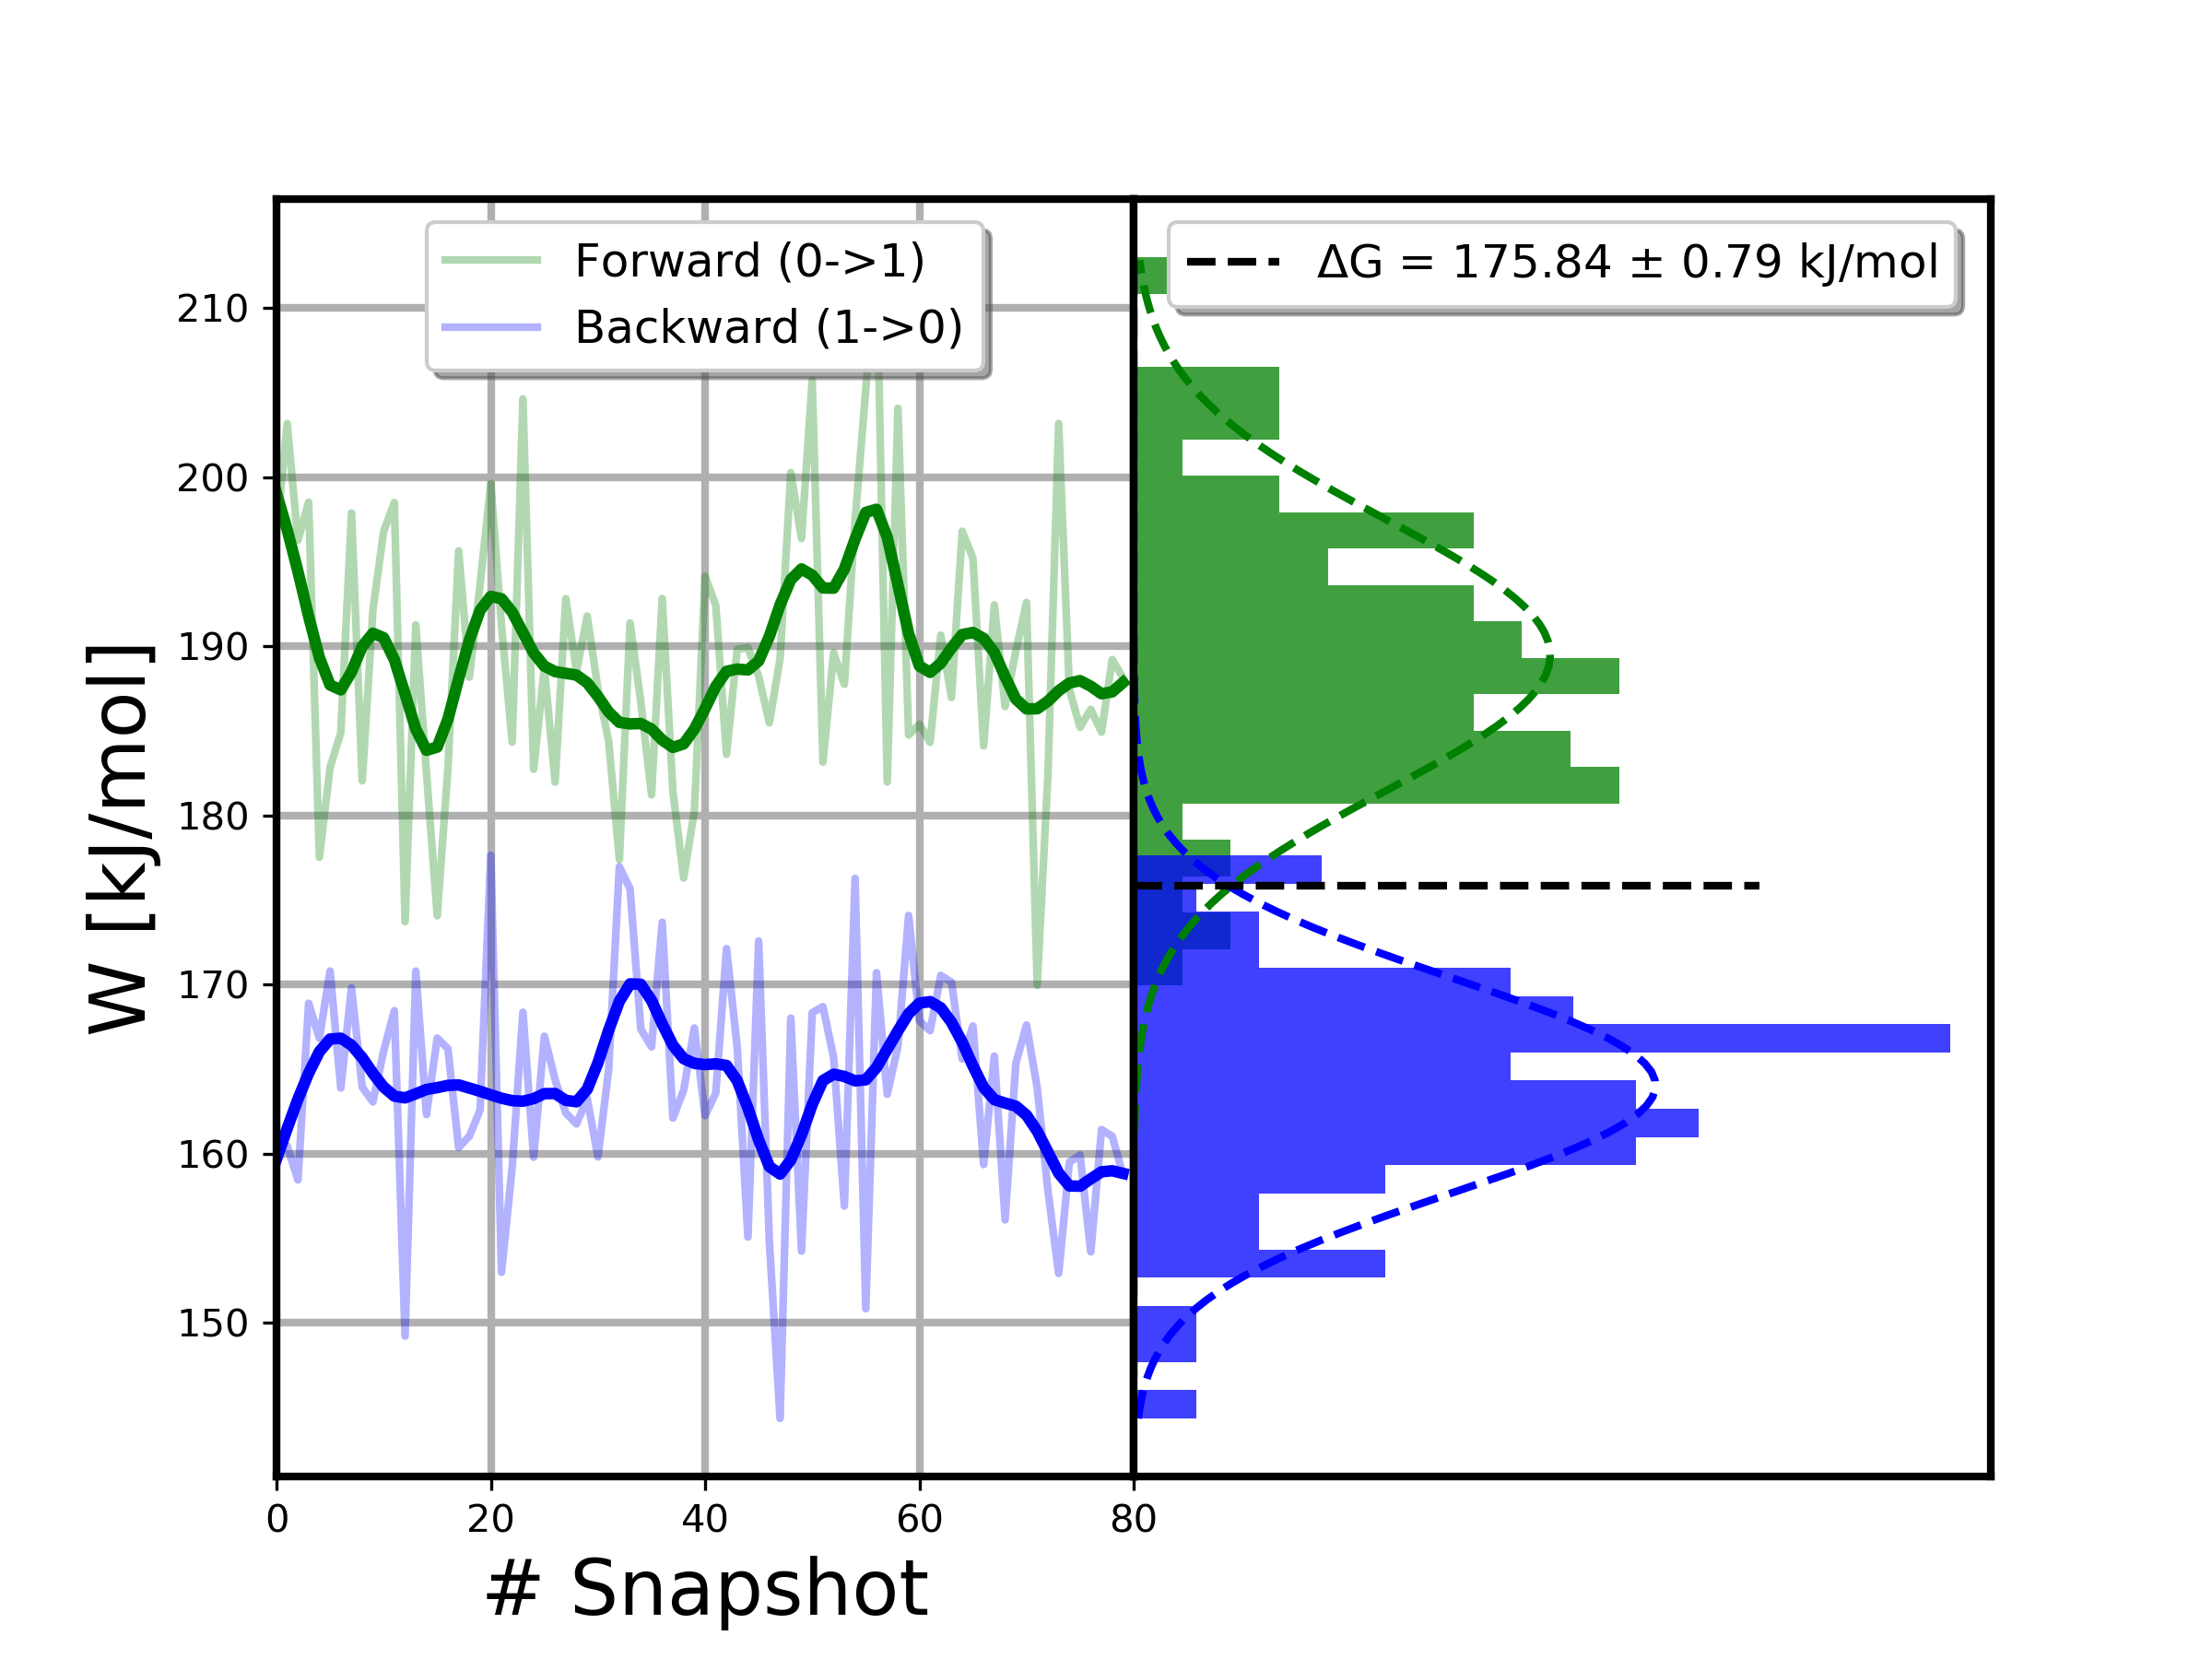 Forward (0->1)
Backward (1->0)
ΔG = 175.84 ± 0.79 kJ/mol
W [kJ/mol]
210
200
190
180
170
160
150
0 20 40 60 80
# Snapshot